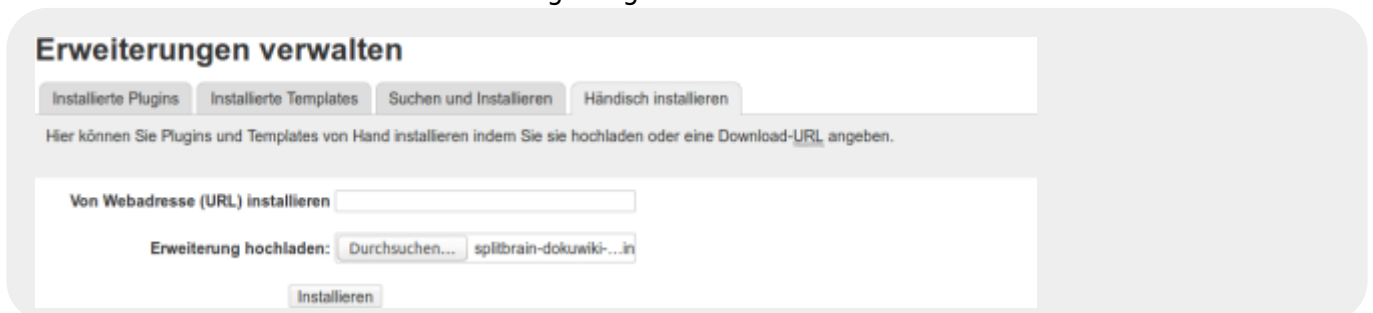 Erweiterungen verwalten
Installierte Plugins Installierte Templates Suchen und Installieren Händisch installieren
Hier können Sie Plugins und Templates von Hand installieren indem Sie sie hochladen oder eine Download-URL angeben.
Von Webadresse (URL) installieren
Erweiterung hochladen: Durchsuchen... splitbrain-dokuwiki-...in
Installieren